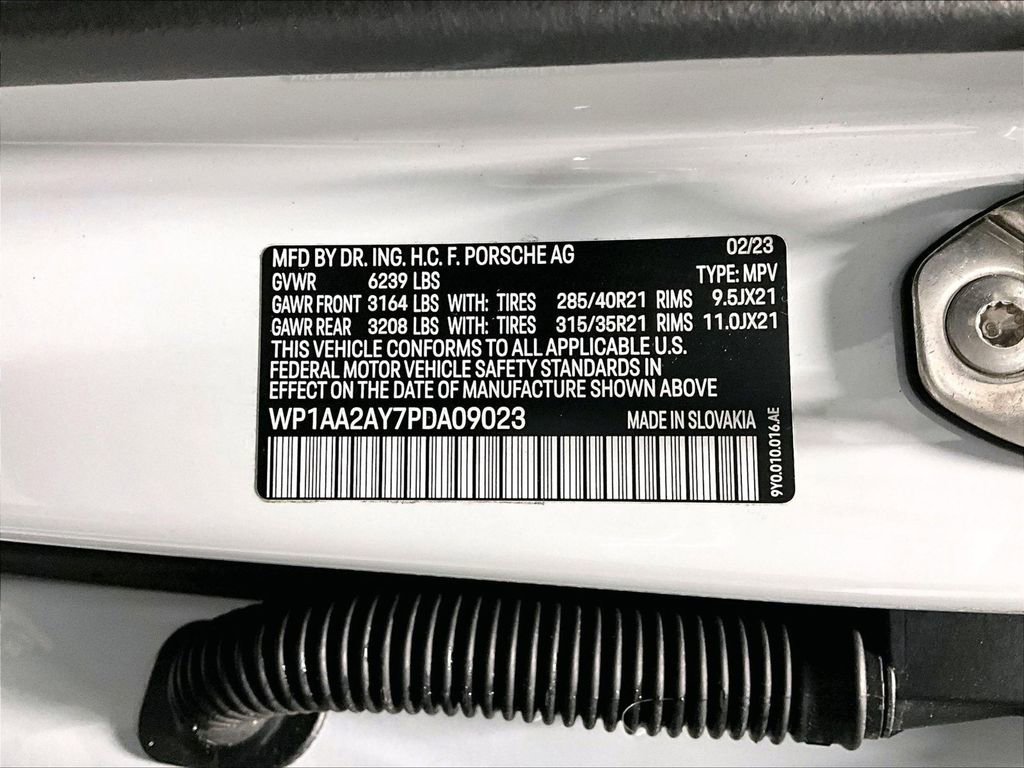 MFD BY DR. ING. H.C. F. PORSCHE AG 02/23
GVWR 6239 LBS TYPE: MPV
GAWR FRONT 3164 LBS WITH: TIRES 285/40R21 RIMS 9.5JX21
GAWR REAR 3208 LBS WITH: TIRES 315/35R21 RIMS 11.0JX21
THIS VEHICLE CONFORMS TO ALL APPLICABLE U.S.
FEDERAL MOTOR VEHICLE SAFETY STANDARDS IN
EFFECT ON THE DATE OF MANUFACTURE SHOWN ABOVE
WP1AA2AY7PDA09023 MADE IN SLOVAKIA
9Y0.010.016.AE